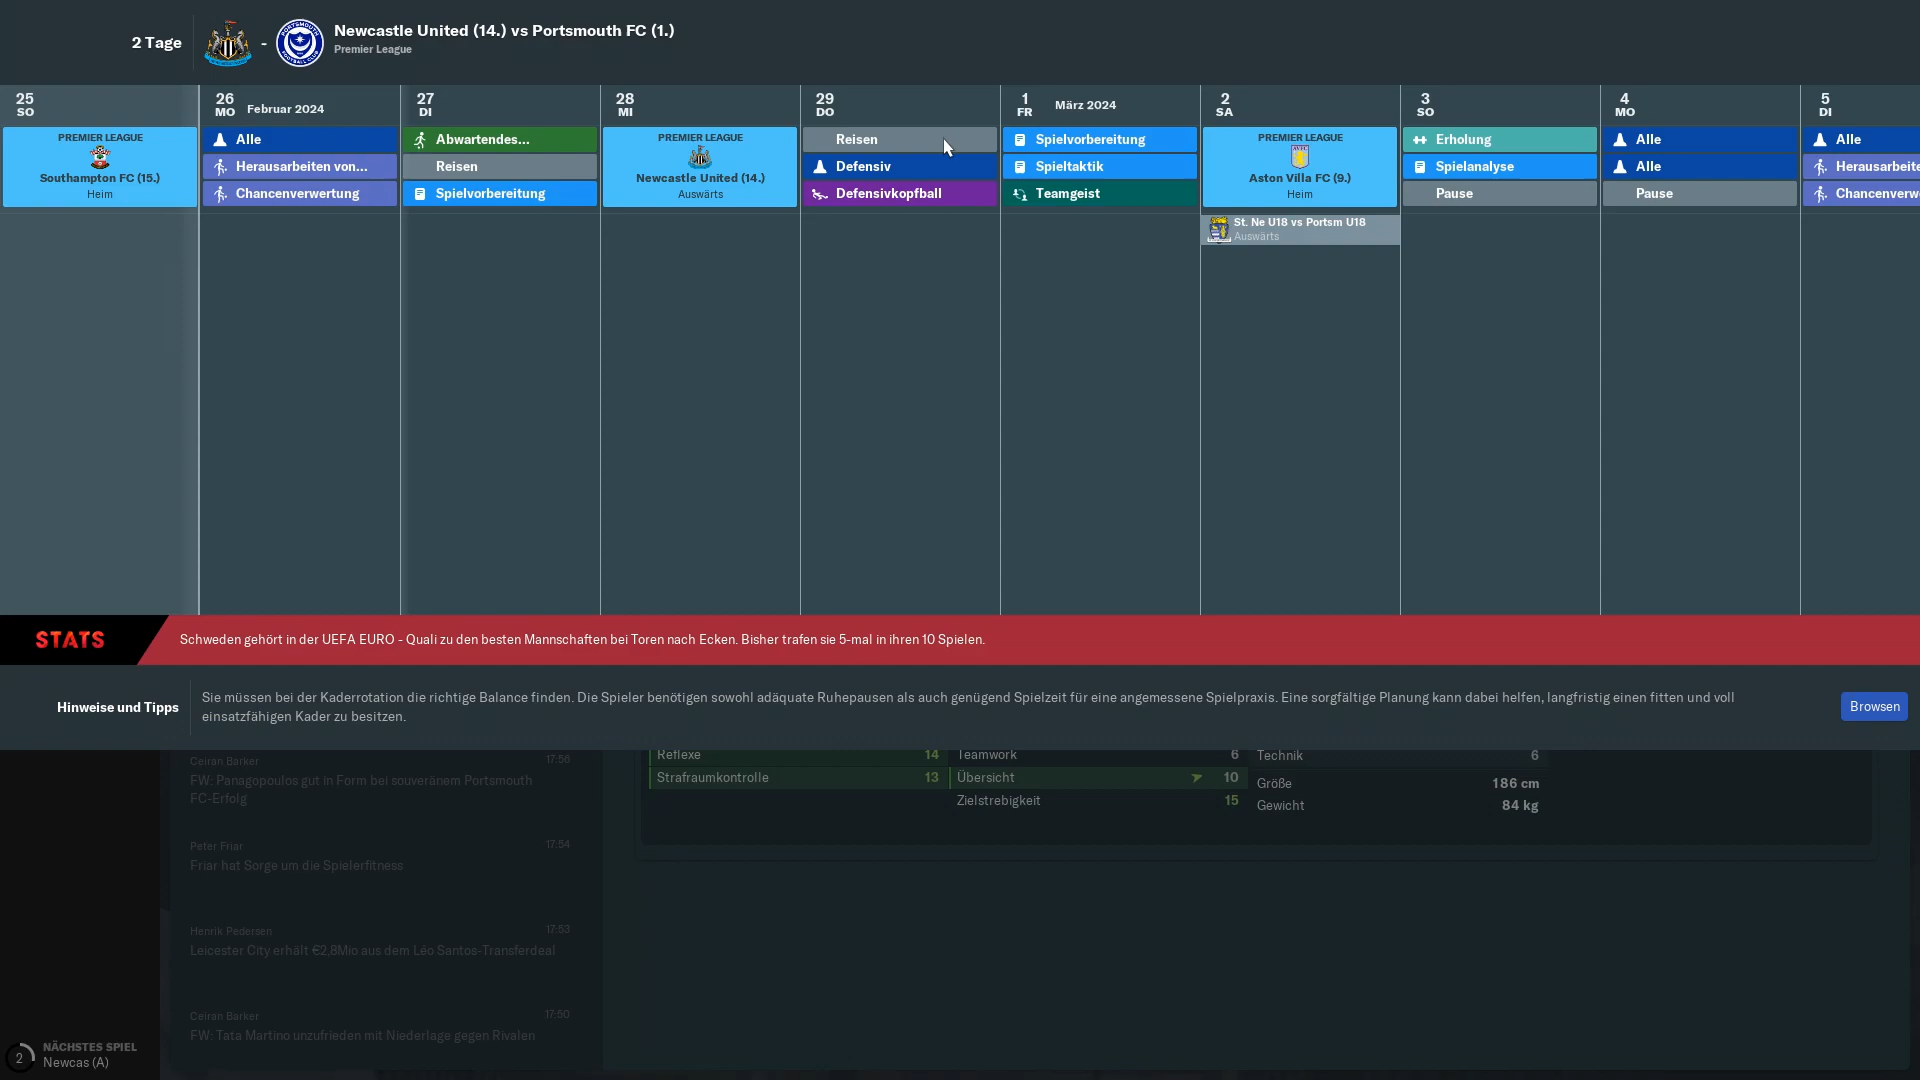 2 Tage
Newcastle United (14.) vs Portsmouth FC (1.)
Premier League
25
SO
26
MO
Februar 2024
27
DI
28
MI
29
DO
1
FR
März 2024
2
SA
3
SO
4
MO
5
DI
PREMIER LEAGUE
Southampton FC (15.)
Heim
Alle
Herausarbeiten von...
Chancenverwertung
Abwartendes...
Reisen
Spielvorbereitung
PREMIER LEAGUE
Newcastle United (14.)
Auswärts
Reisen
Defensiv
Defensivkopfball
Spielvorbereitung
Spieltaktik
Teamgeist
PREMIER LEAGUE
Aston Villa FC (9.)
Heim
St. Ne U18 vs Portsm U18
Auswärts
Erholung
Spielanalyse
Pause
Alle
Alle
Pause
Alle
Herausarbeite
Chancenverw
STATS
Schweden gehört in der UEFA EURO - Quali zu den besten Mannschaften bei Toren nach Ecken. Bisher trafen sie 5-mal in ihren 10 Spielen.
Hinweise und Tipps
Sie müssen bei der Kaderrotation die richtige Balance finden. Die Spieler benötigen sowohl adäquate Ruhepausen als auch genügend Spielzeit für eine angemessene Spielpraxis. Eine sorgfältige Planung kann dabei helfen, langfristig einen fitten und voll
einsatzfähigen Kader zu besitzen.
Browsen
Ceiran Barker 17:56
FW: Panagopoulos gut in Form bei souveränem Portsmouth
FC-Erfolg
Peter Friar 17:54
Friar hat Sorge um die Spielerfitness
Henrik Pedersen 17:53
Leicester City erhält €2,8Mio aus dem Léo Santos-Transferdeal
Ceiran Barker 17:50
FW: Tata Martino unzufrieden mit Niederlage gegen Rivalen
Reflexe 14
Strafraumkontrolle 13
Teamwork 6
Übersicht 10
Zielstrebigkeit 15
Technik 6
Größe 186 cm
Gewicht 84 kg
2
NÄCHSTES SPIEL
Newcas (A)